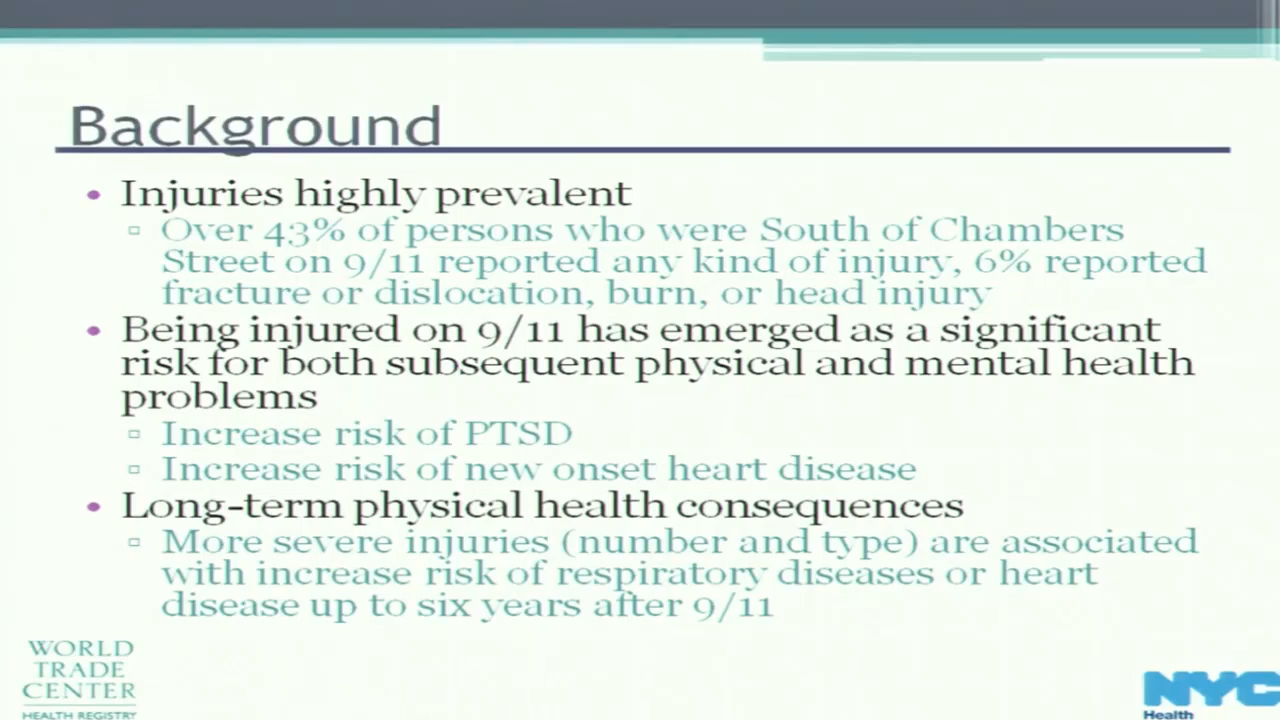 Background
• Injuries highly prevalent
▫ Over 43% of persons who were South of Chambers
Street on 9/11 reported any kind of injury, 6% reported
fracture or dislocation, burn, or head injury
• Being injured on 9/11 has emerged as a significant
risk for both subsequent physical and mental health
problems
▫ Increase risk of PTSD
▫ Increase risk of new onset heart disease
• Long-term physical health consequences
▫ More severe injuries (number and type) are associated
with increase risk of respiratory diseases or heart
disease up to six years after 9/11
WORLD
TRADE
CENTER
HEALTH REGISTRY
NYC
Health